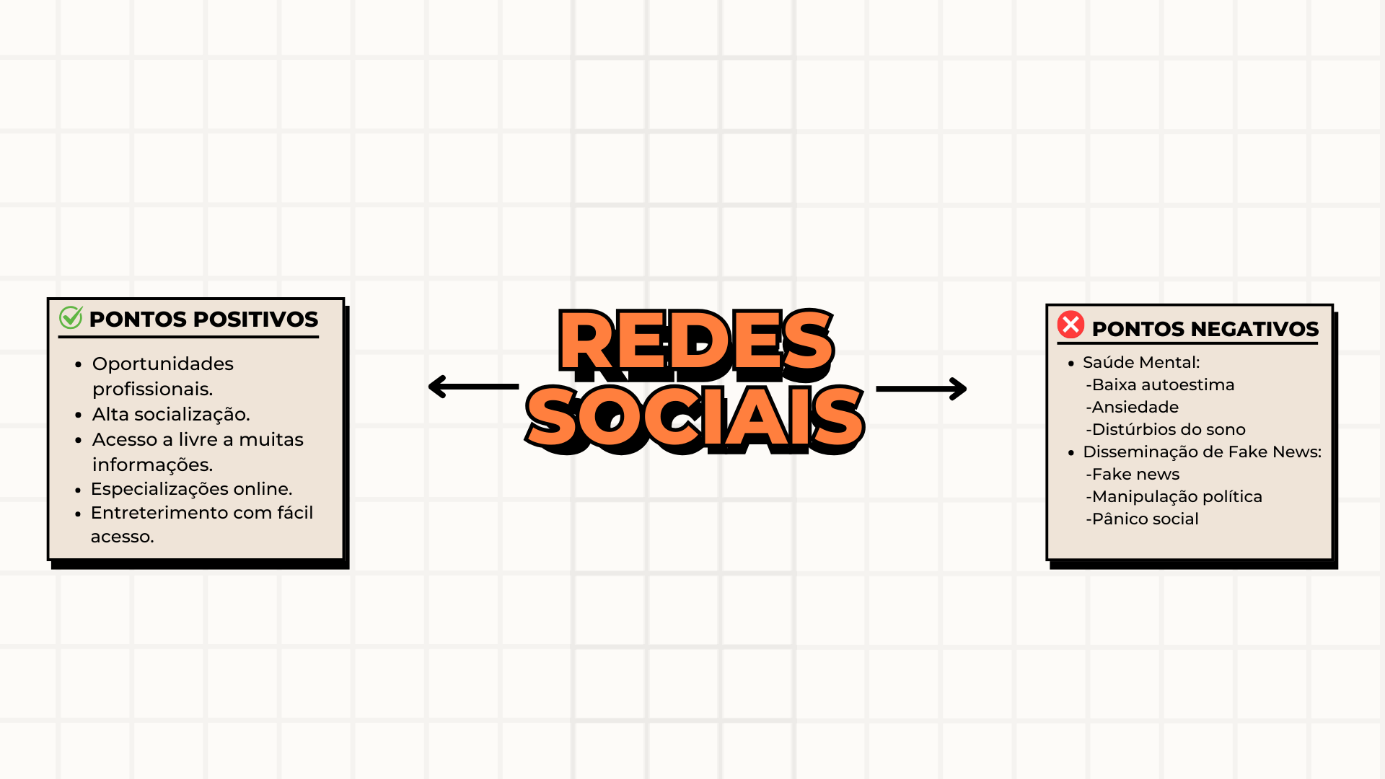 PONTOS POSITIVOS
• Oportunidades
profissionais.
• Alta socialização.
• Acesso a livre a muitas
informações.
• Especializações online.
• Entreterimento com fácil
acesso.
REDES
SOCIAIS
PONTOS NEGATIVOS
• Saúde Mental:
-Baixa autoestima
-Ansiedade
-Distúrbios do sono
• Disseminação de Fake News:
-Fake news
-Manipulação política
-Pânico social